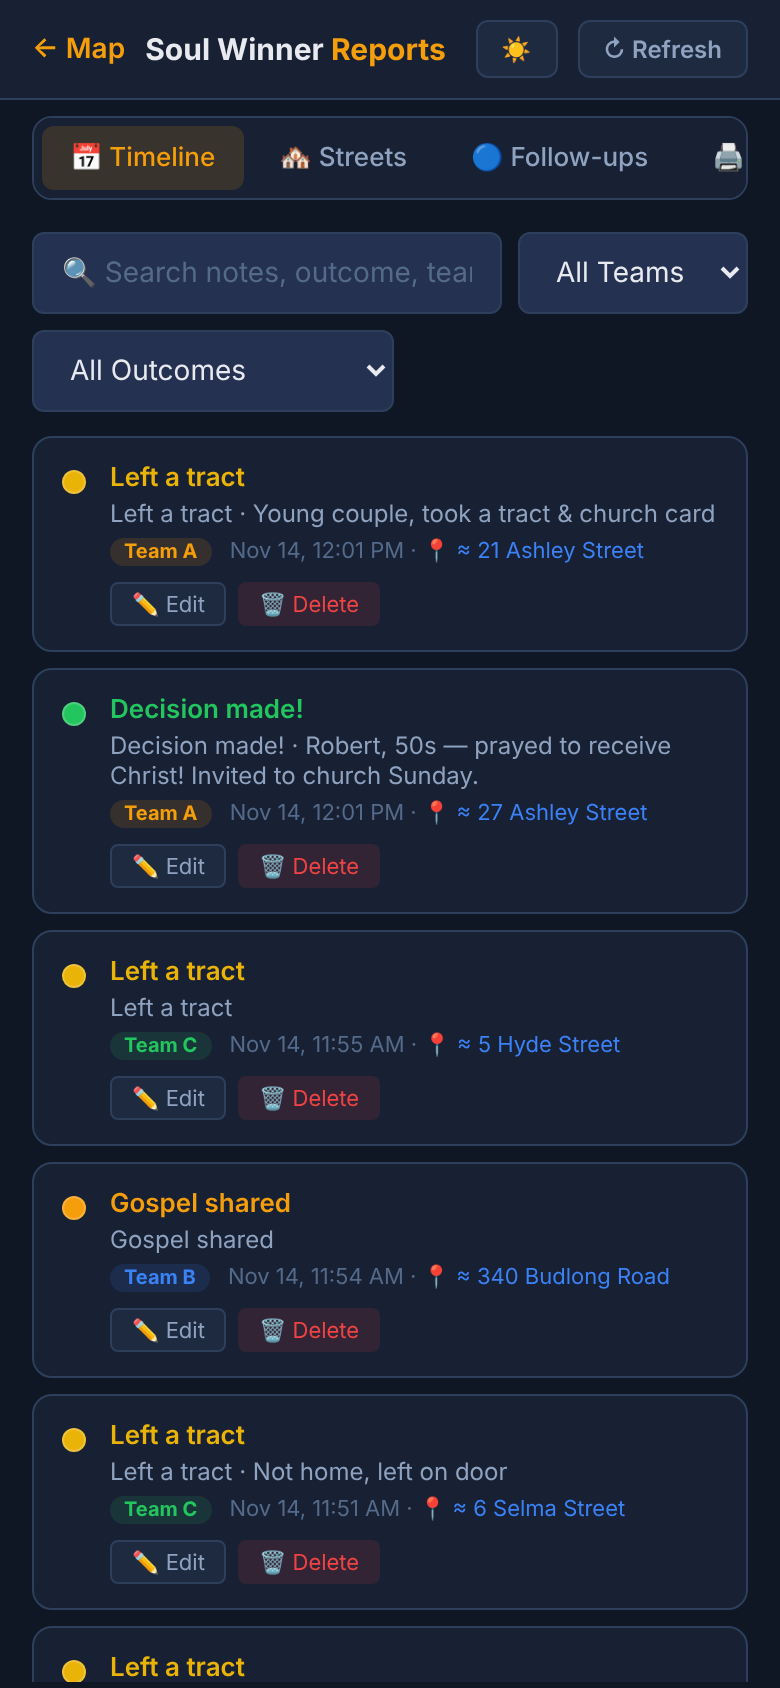 ← Map Soul Winner Reports ☀️ ↻ Refresh
📅 Timeline 🏘️ Streets 🔵 Follow-ups 🖨️
🔍 Search notes, outcome, tea All Teams
All Outcomes
Left a tract
Left a tract · Young couple, took a tract & church card
Team A Nov 14, 12:01 PM · 📍 ≈ 21 Ashley Street
✏️ Edit 🗑️ Delete
Decision made!
Decision made! · Robert, 50s — prayed to receive
Christ! Invited to church Sunday.
Team A Nov 14, 12:01 PM · 📍 ≈ 27 Ashley Street
✏️ Edit 🗑️ Delete
Left a tract
Left a tract
Team C Nov 14, 11:55 AM · 📍 ≈ 5 Hyde Street
✏️ Edit 🗑️ Delete
Gospel shared
Gospel shared
Team B Nov 14, 11:54 AM · 📍 ≈ 340 Budlong Road
✏️ Edit 🗑️ Delete
Left a tract
Left a tract · Not home, left on door
Team C Nov 14, 11:51 AM · 📍 ≈ 6 Selma Street
✏️ Edit 🗑️ Delete
Left a tract